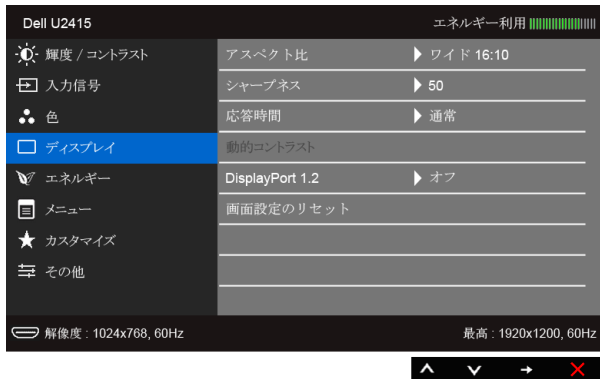 Dell U2415 エネルギー利用
輝度 / コントラスト アスペクト比 ワイド 16:10
入力信号 シャープネス 50
色 応答時間 通常
ディスプレイ 動的コントラスト
エネルギー DisplayPort 1.2 オフ
メニュー 画面設定のリセット
カスタマイズ
その他
解像度 : 1024x768, 60Hz 最高 : 1920x1200, 60Hz